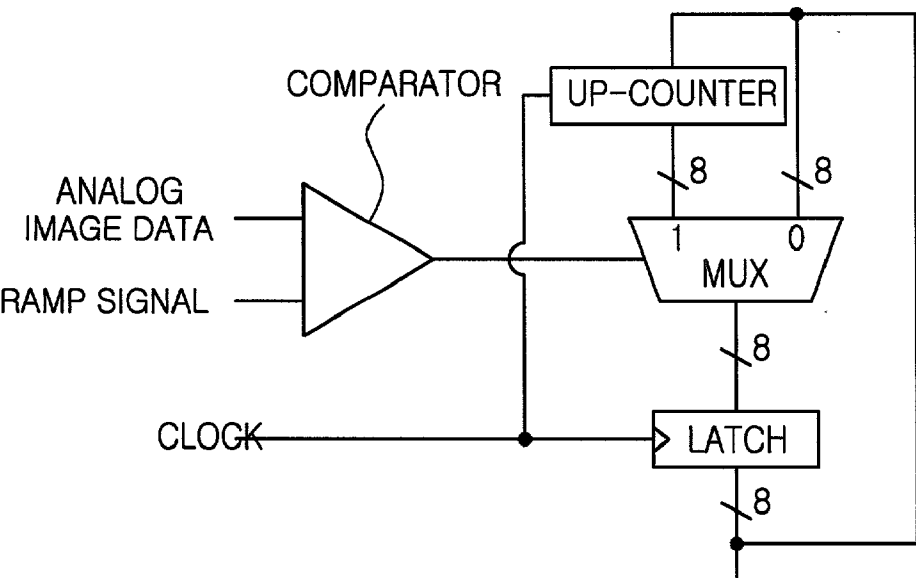 COMPARATOR
UP-COUNTER
8
8
ANALOG
IMAGE DATA
1
0
MUX
RAMP SIGNAL
8
CLOCK
LATCH
8